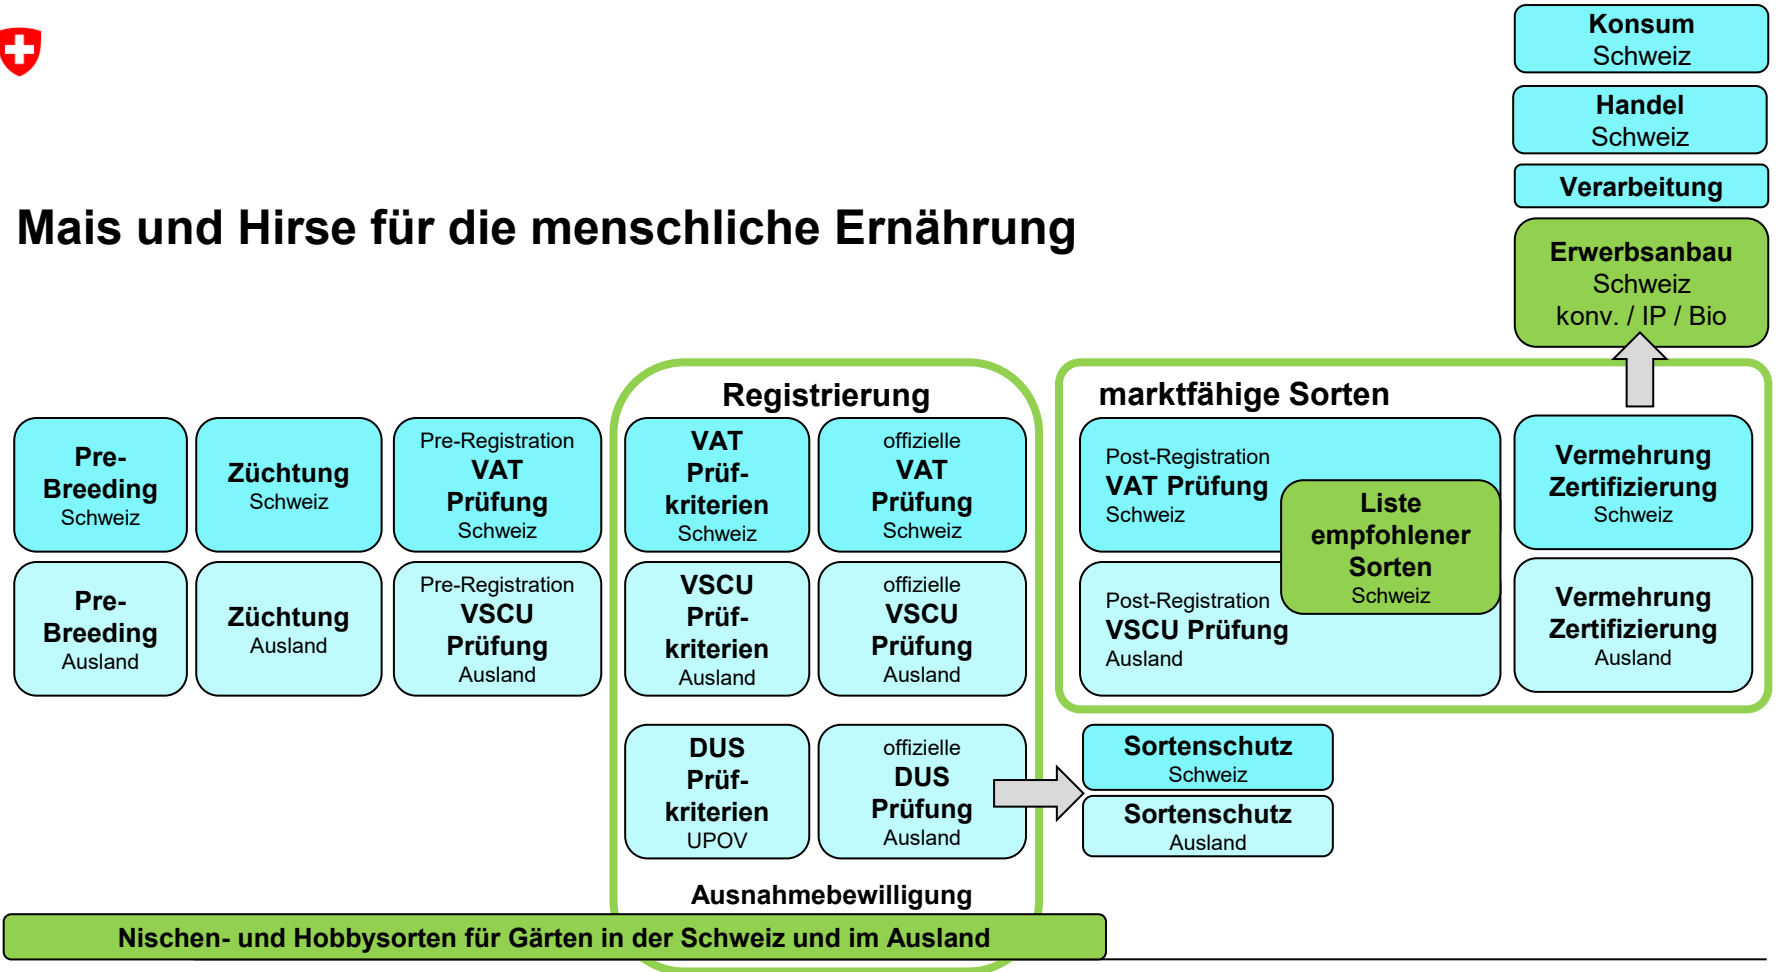 Konsum
Schweiz
Handel
Schweiz
Verarbeitung
Mais und Hirse für die menschliche Ernährung
Erwerbsanbau
Schweiz
konv. / IP / Bio
Registrierung
marktfähige Sorten
Pre-
Breeding
Schweiz
Züchtung
Schweiz
Pre-Registration
VAT
Prüfung
Schweiz
VAT
Prüf-
kriterien
Schweiz
offizielle
VAT
Prüfung
Schweiz
Post-Registration
VAT Prüfung
Schweiz
Liste
empfohlener
Sorten
Schweiz
Vermehrung
Zertifizierung
Schweiz
Pre-
Breeding
Ausland
Züchtung
Ausland
Pre-Registration
VSCU
Prüfung
Ausland
VSCU
Prüf-
kriterien
Ausland
offizielle
VSCU
Prüfung
Ausland
Post-Registration
VSCU Prüfung
Ausland
Vermehrung
Zertifizierung
Ausland
DUS
Prüf-
kriterien
UPOV
offizielle
DUS
Prüfung
Ausland
Sortenschutz
Schweiz
Sortenschutz
Ausland
Ausnahmebewilligung
Nischen- und Hobbysorten für Gärten in der Schweiz und im Ausland